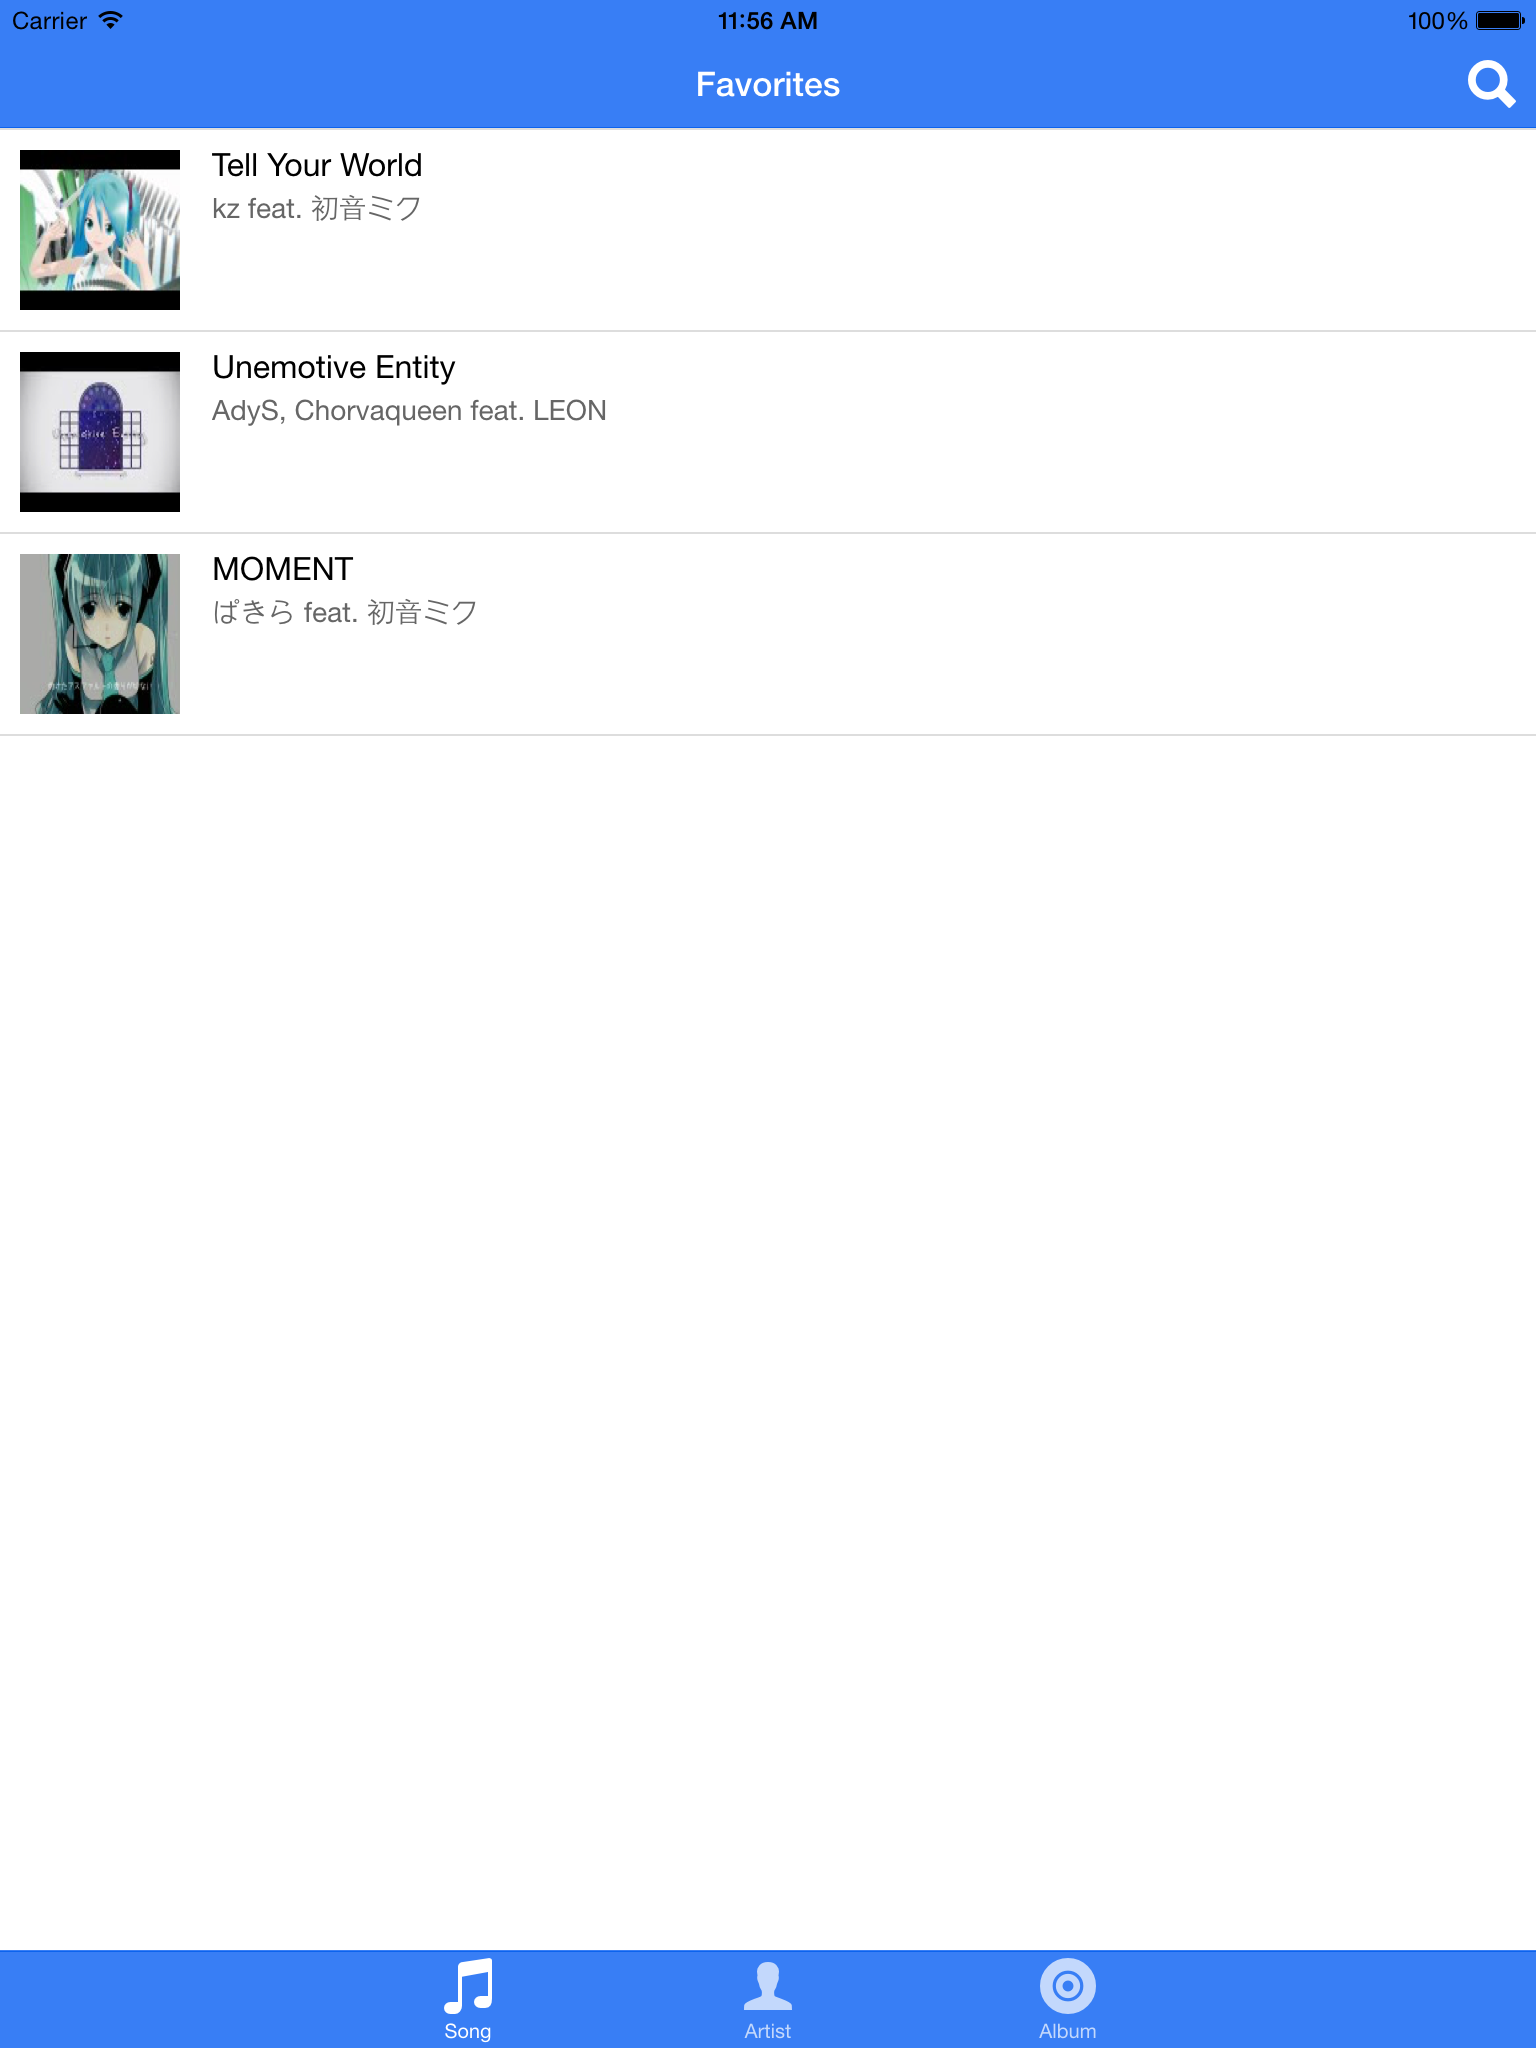 Carrier 11:56 AM 100%
Favorites
Tell Your World
kz feat. 初音ミク
Unemotive Entity
AdyS, Chorvaqueen feat. LEON
MOMENT
ぱきら feat. 初音ミク
Song Artist Album